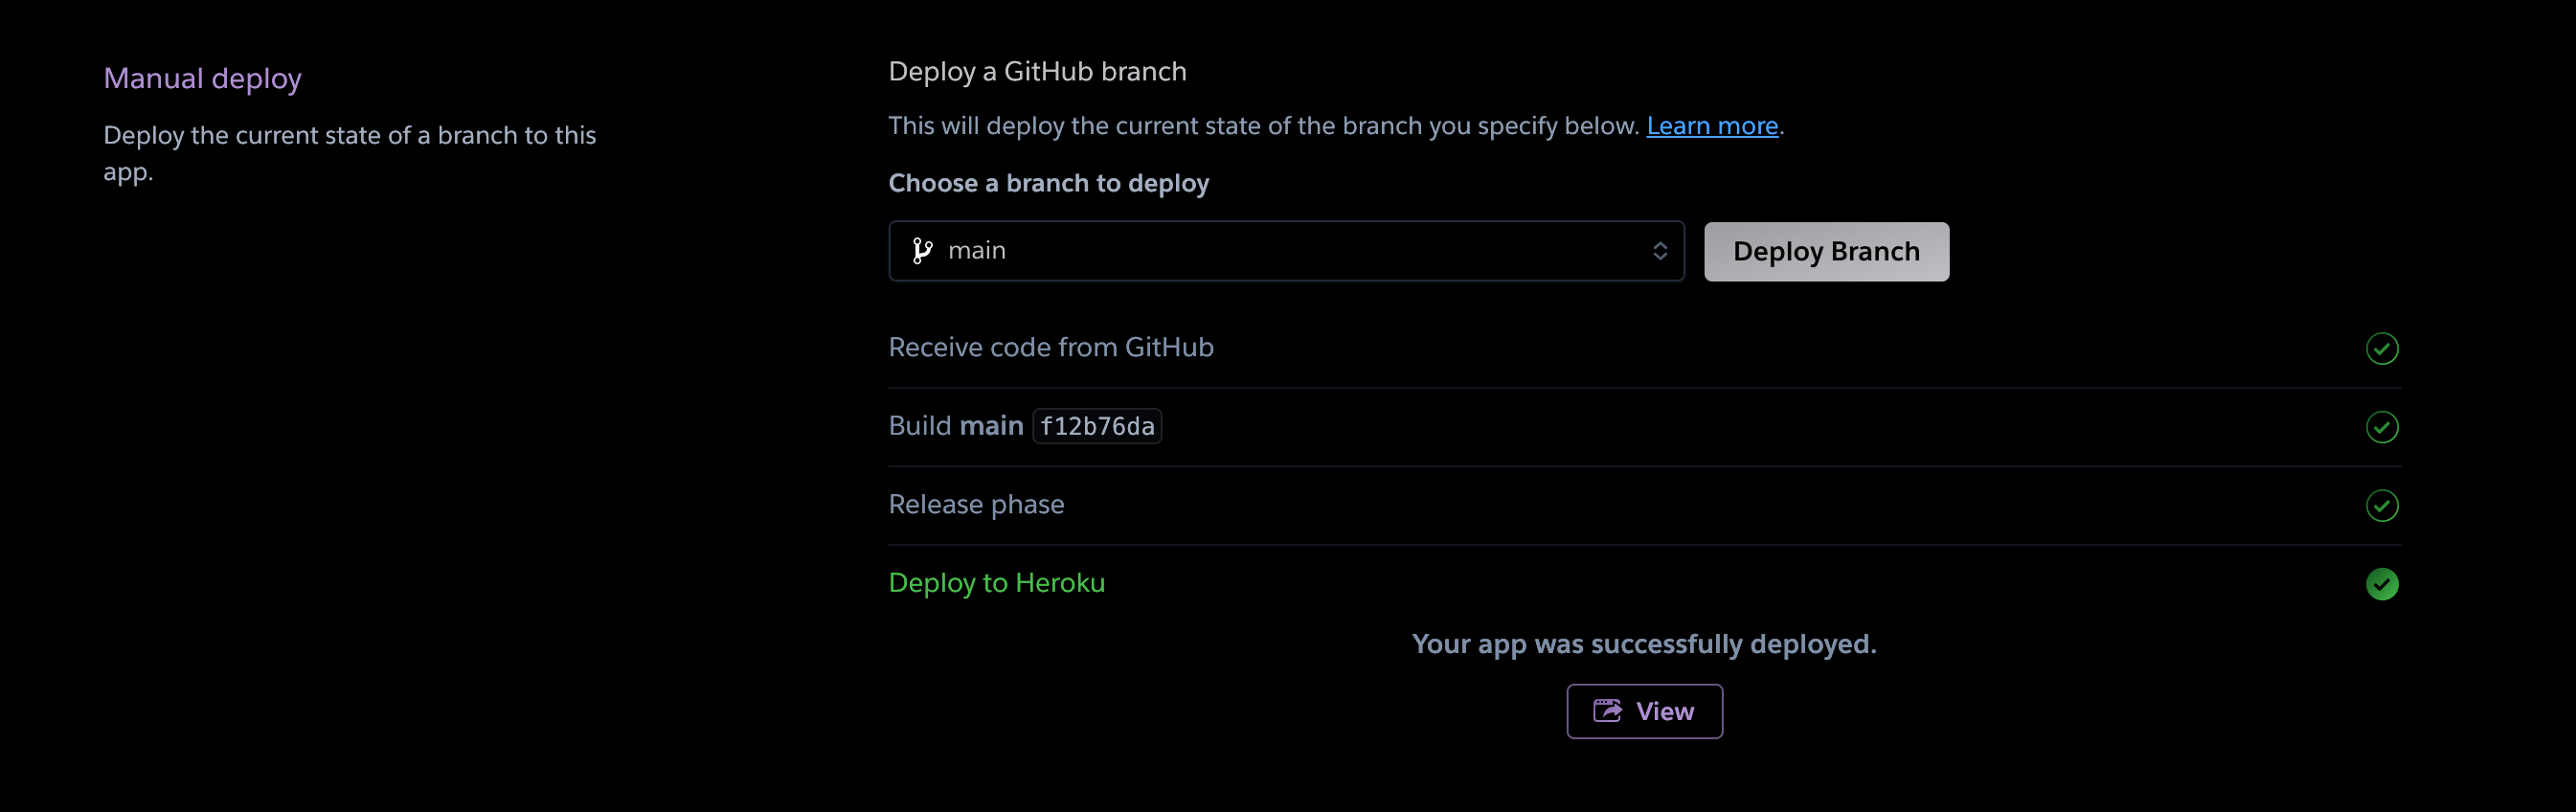 Manual deploy
Deploy the current state of a branch to this
app.
Deploy a GitHub branch
This will deploy the current state of the branch you specify below. Learn more.
Choose a branch to deploy
main
Deploy Branch
Receive code from GitHub
Build main f12b76da
Release phase
Deploy to Heroku
Your app was successfully deployed.
View